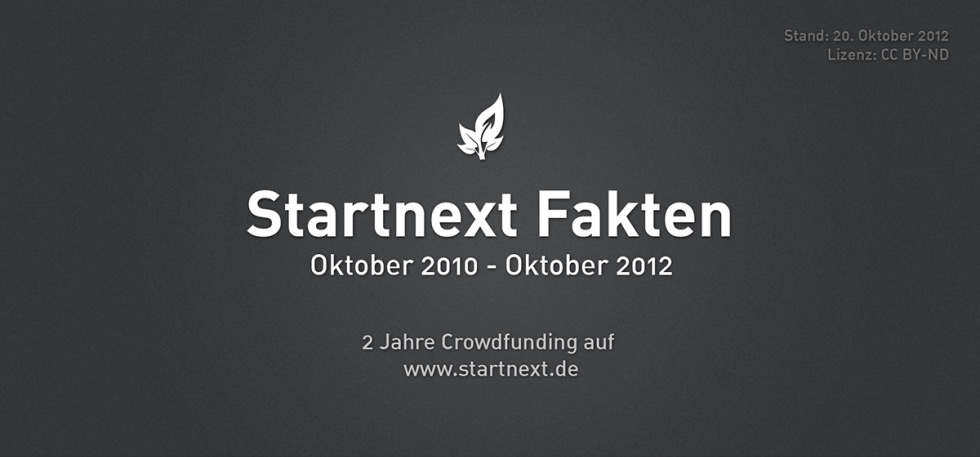 Stand: 20. Oktober 2012
Lizenz: CC BY-ND
Startnext Fakten
Oktober 2010 - Oktober 2012
2 Jahre Crowdfunding auf
www.startnext.de